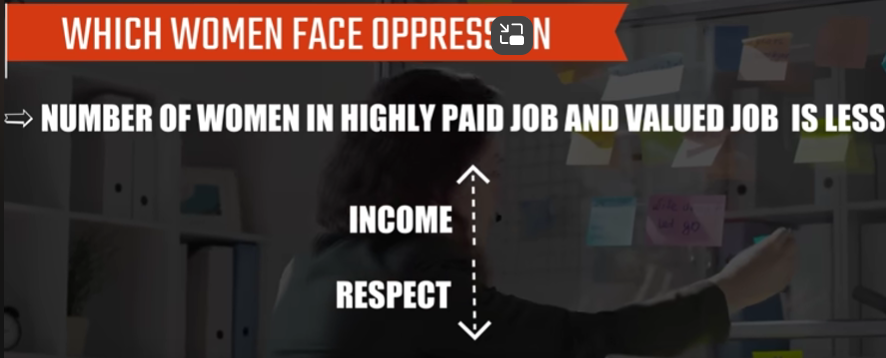 WHICH WOMEN FACE OPPRESS N
NUMBER OF WOMEN IN HIGHLY PAID JOB AND VALUED JOB IS LESS
INCOME
RESPECT